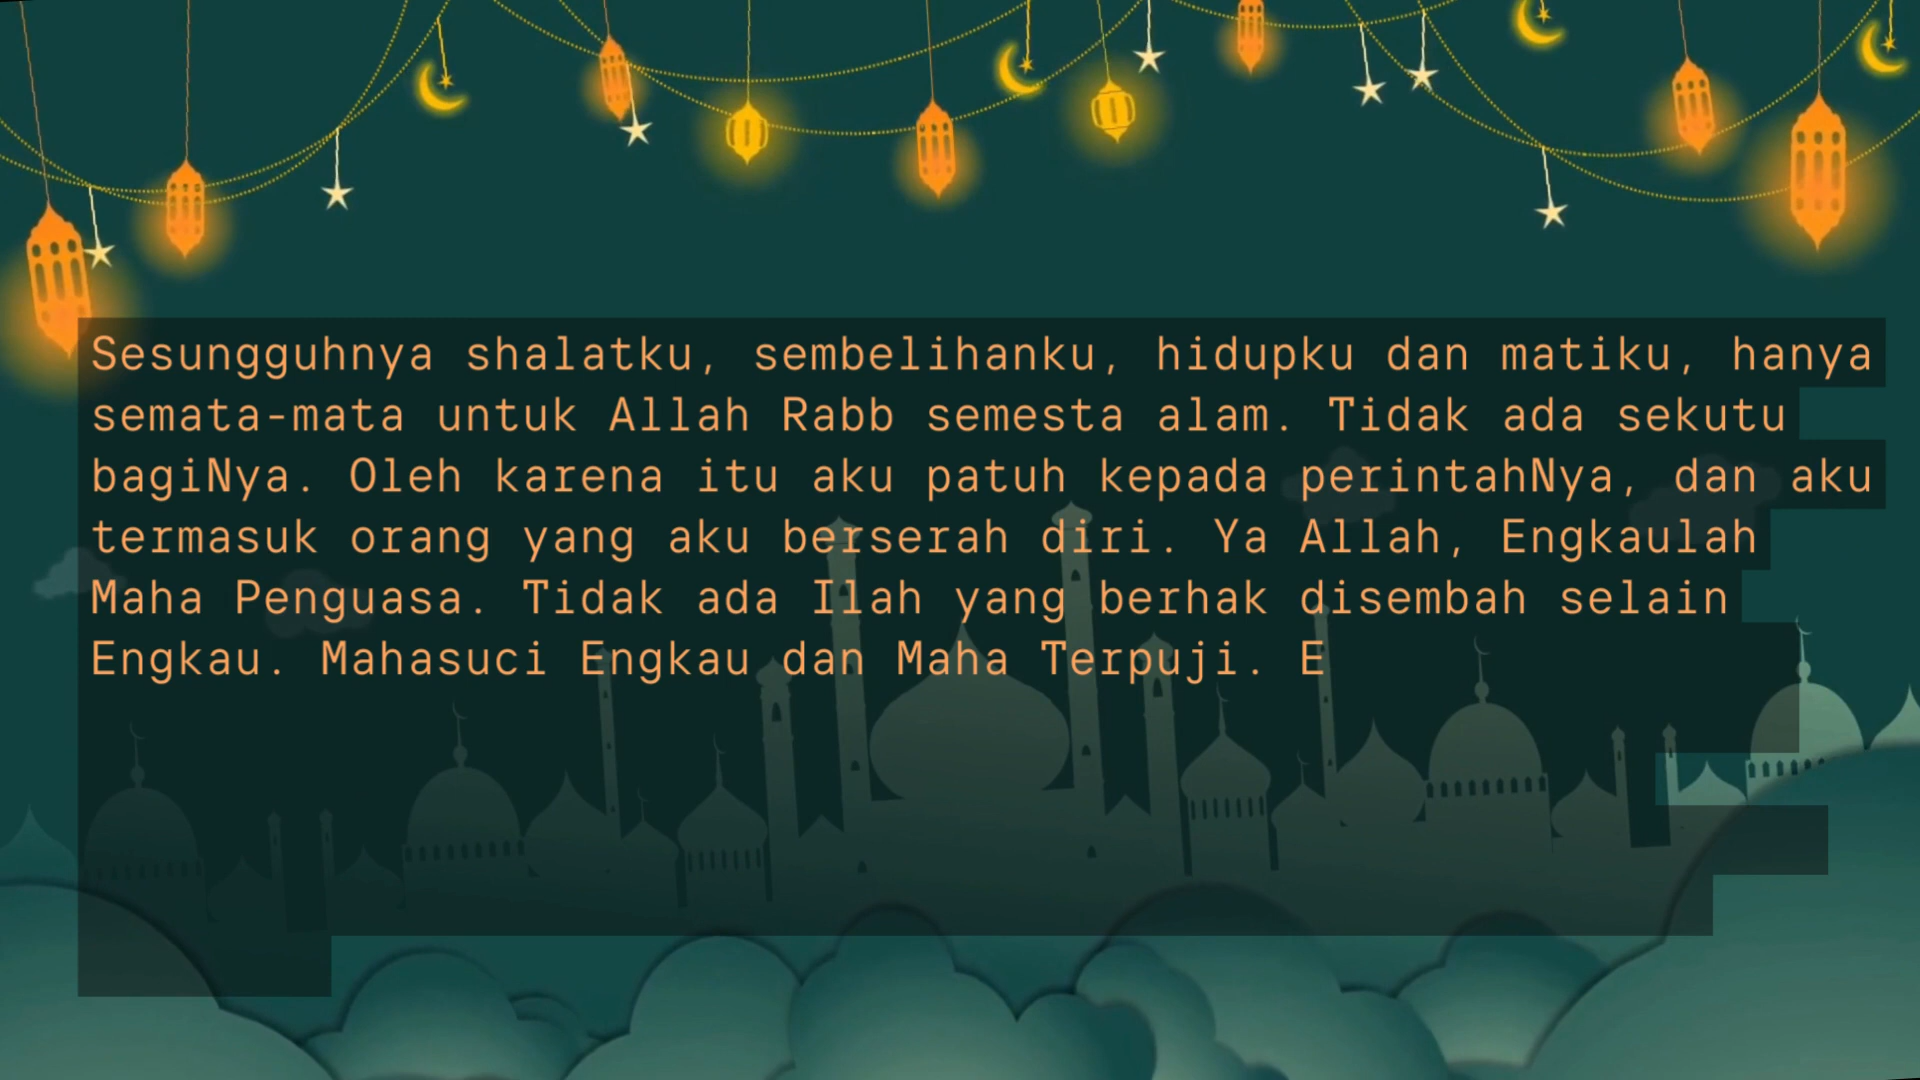 Sesungguhnya shalatku, sembelihanku, hidupku dan matiku, hanya
semata-mata untuk Allah Rabb semesta alam. Tidak ada sekutu
bagiNya. Oleh karena itu aku patuh kepada perintahNya, dan aku
termasuk orang yang aku berserah diri. Ya Allah, Engkaulah
Maha Penguasa. Tidak ada Ilah yang berhak disembah selain
Engkau. Mahasuci Engkau dan Maha Terpuji. E